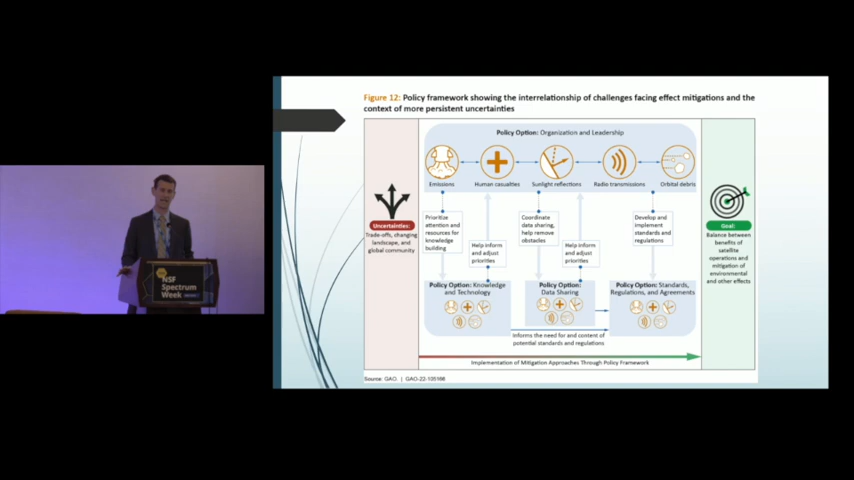 Figure 12: Policy framework showing the interrelationship of challenges facing effect mitigations and the
context of more persistent uncertainties
Policy Option: Organization and Leadership
Emissions
Human casualties
Sunlight reflections
Radio transmissions
Orbital debris
Uncertainties:
Trade-offs, changing
landscape, and
global community
Prioritize
attention and
resources for
knowledge
building
Help inform
and adjust
priorities
Coordinate
data sharing,
help remove
obstacles
Help inform
and adjust
priorities
Develop and
implement
standards and
regulations
Goal:
Balance between
benefits of
satellite
operations and
mitigation of
environmental
and other effects
Policy Option: Knowledge
and Technology
Policy Option:
Data Sharing
Policy Option: Standards,
Regulations, and Agreements
Informs the need for and content of
potential standards and regulations
Implementation of Mitigation Approaches Through Policy Framework
Source: GAO. | GAO-22-105166
NSF
Spectrum
Week